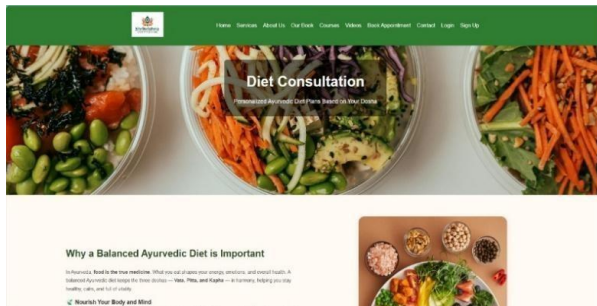 Home Services About Us Our Book Courses Videos Book Appointment Contact Login Sign Up
Diet Consultation
Personalized Ayurvedic Diet Plans Based on Your Dosha
Why a Balanced Ayurvedic Diet is Important
In Ayurveda, food is the true medicine. What you eat shapes your energy, emotions, and overall health. A
balanced Ayurvedic diet keeps the three doshas — Vata, Pitta, and Kapha — in harmony, helping you stay
healthy, calm, and full of vitality.
Nourish Your Body and Mind